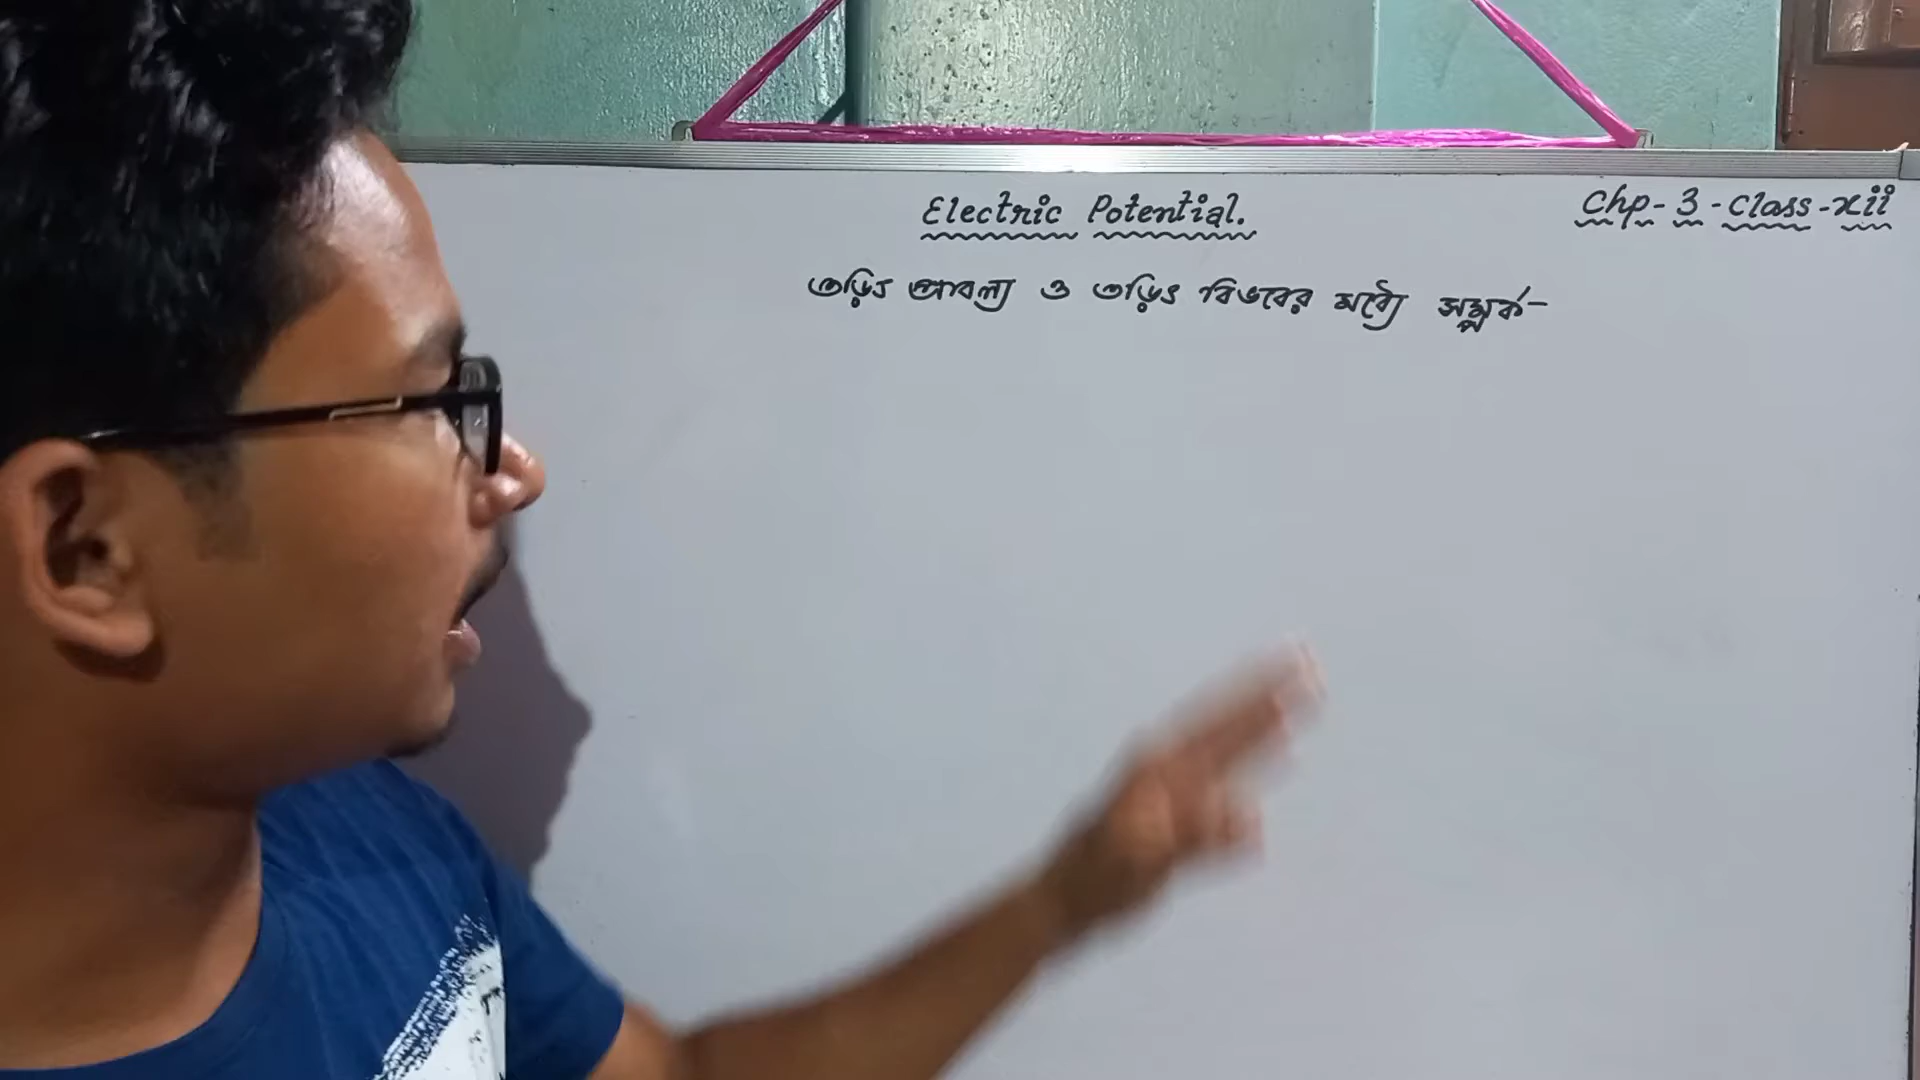 Electric Potential.
Chp-3-Class-xii
তড়িৎ প্রাবল্য ও তড়িৎ বিভবের মধ্যে সম্পর্ক-